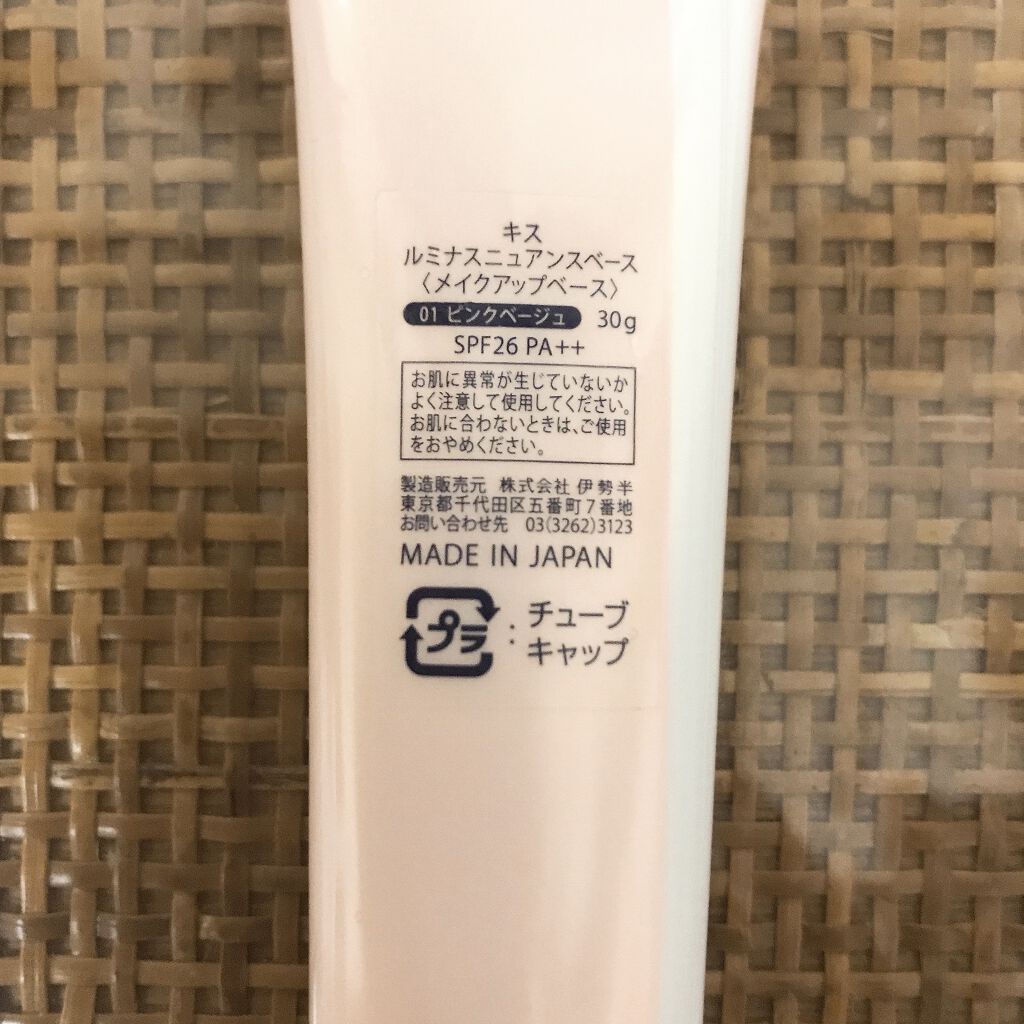 キス
ルミナスニュアンスベース
〈メイクアップベース〉
01 ピンクベージュ 30g
SPF26 PA++
お肌に異常が生じていないか
よく注意して使用してください。
お肌に合わないときは、ご使用
をおやめください。
製造販売元 株式会社 伊勢半
東京都千代田区五番町7番地
お問い合わせ先 03(3262)3123
MADE IN JAPAN
プラ : チューブ
キャップ